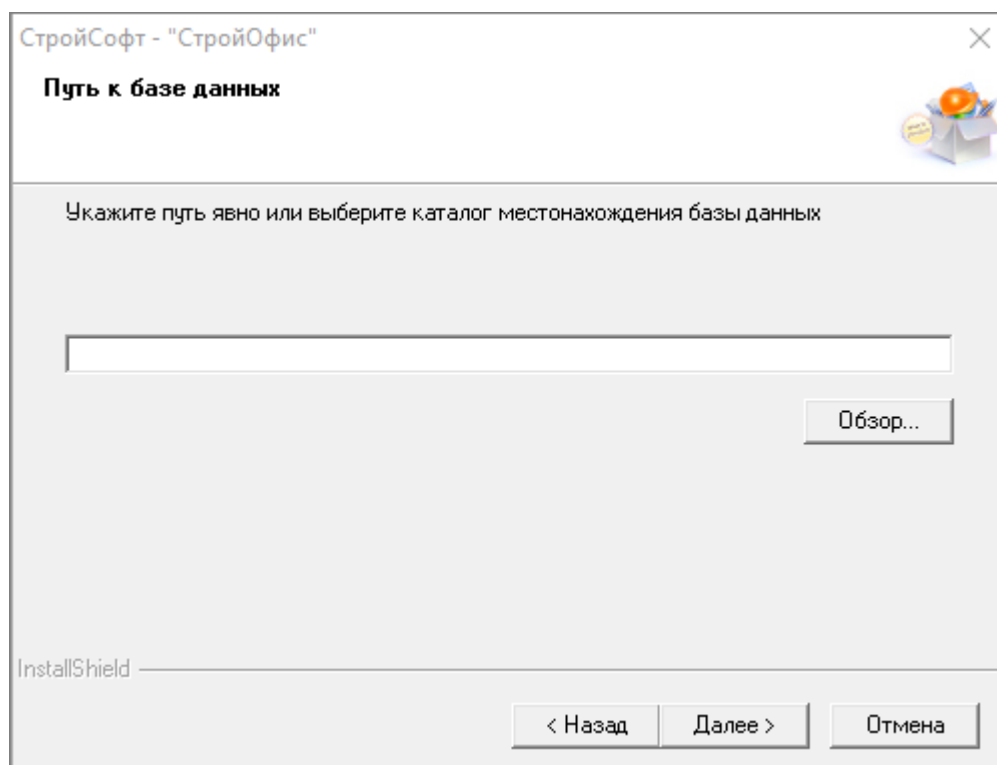 СтройСофт - "СтройОфис"
Путь к базе данных
Укажите путь явно или выберите каталог местонахождения базы данных
Обзор...
InstallShield
< Назад
Далее >
Отмена